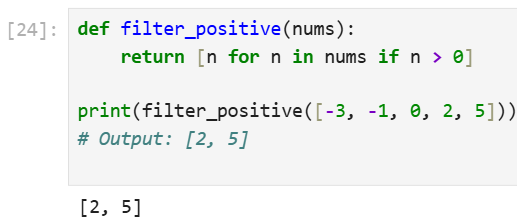 [24]: def filter_positive(nums):
    return [n for n in nums if n > 0]
print(filter_positive([-3, -1, 0, 2, 5]))
# Output: [2, 5]
[2, 5]